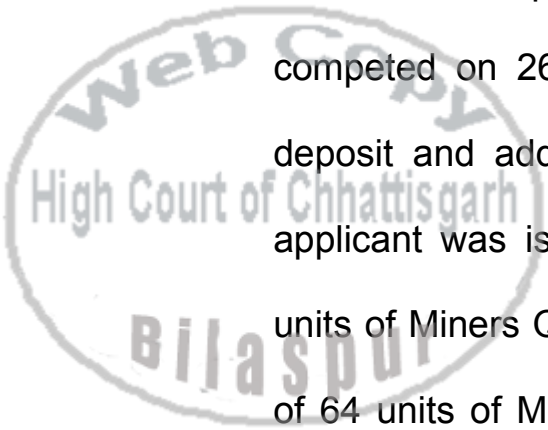 Web Copy
competed on 26
deposit and add
High Court of Chhattisgarh
applicant was is
units of Miners Q
Bilaspur
of 64 units of M